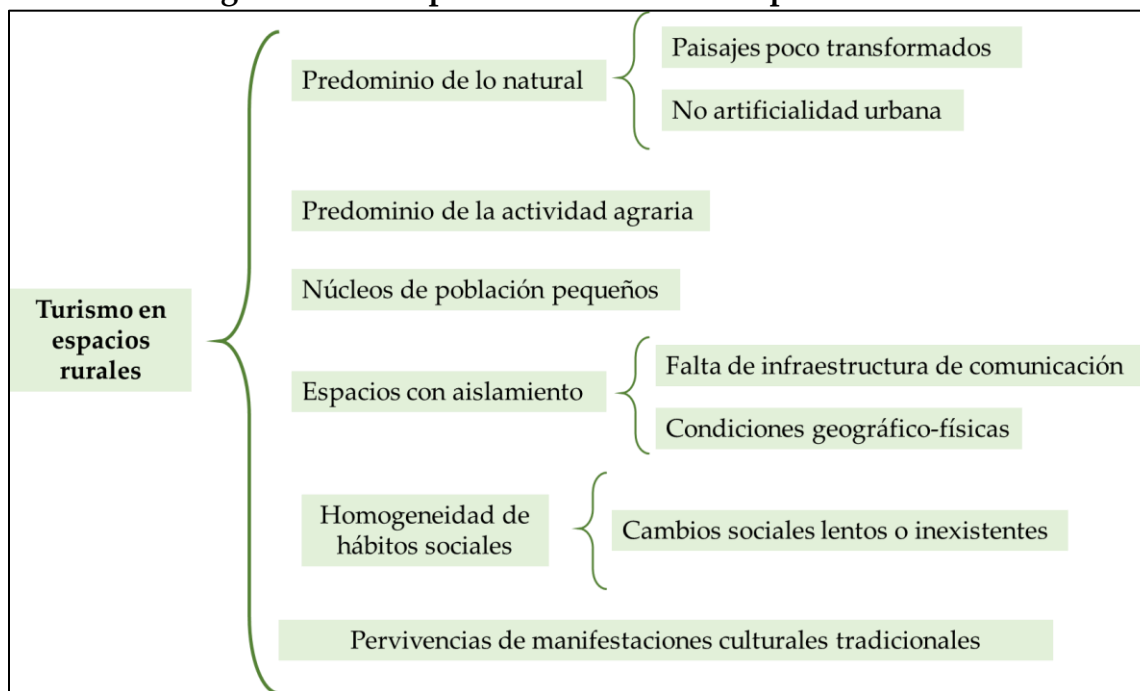 Predominio de lo natural
Paisajes poco transformados
No artificialidad urbana
Predominio de la actividad agraria
Núcleos de población pequeños
Turismo en
espacios
rurales
Espacios con aislamiento
Falta de infraestructura de comunicación
Condiciones geográfico-físicas
Homogeneidad de
hábitos sociales
Cambios sociales lentos o inexistentes
Pervivencias de manifestaciones culturales tradicionales